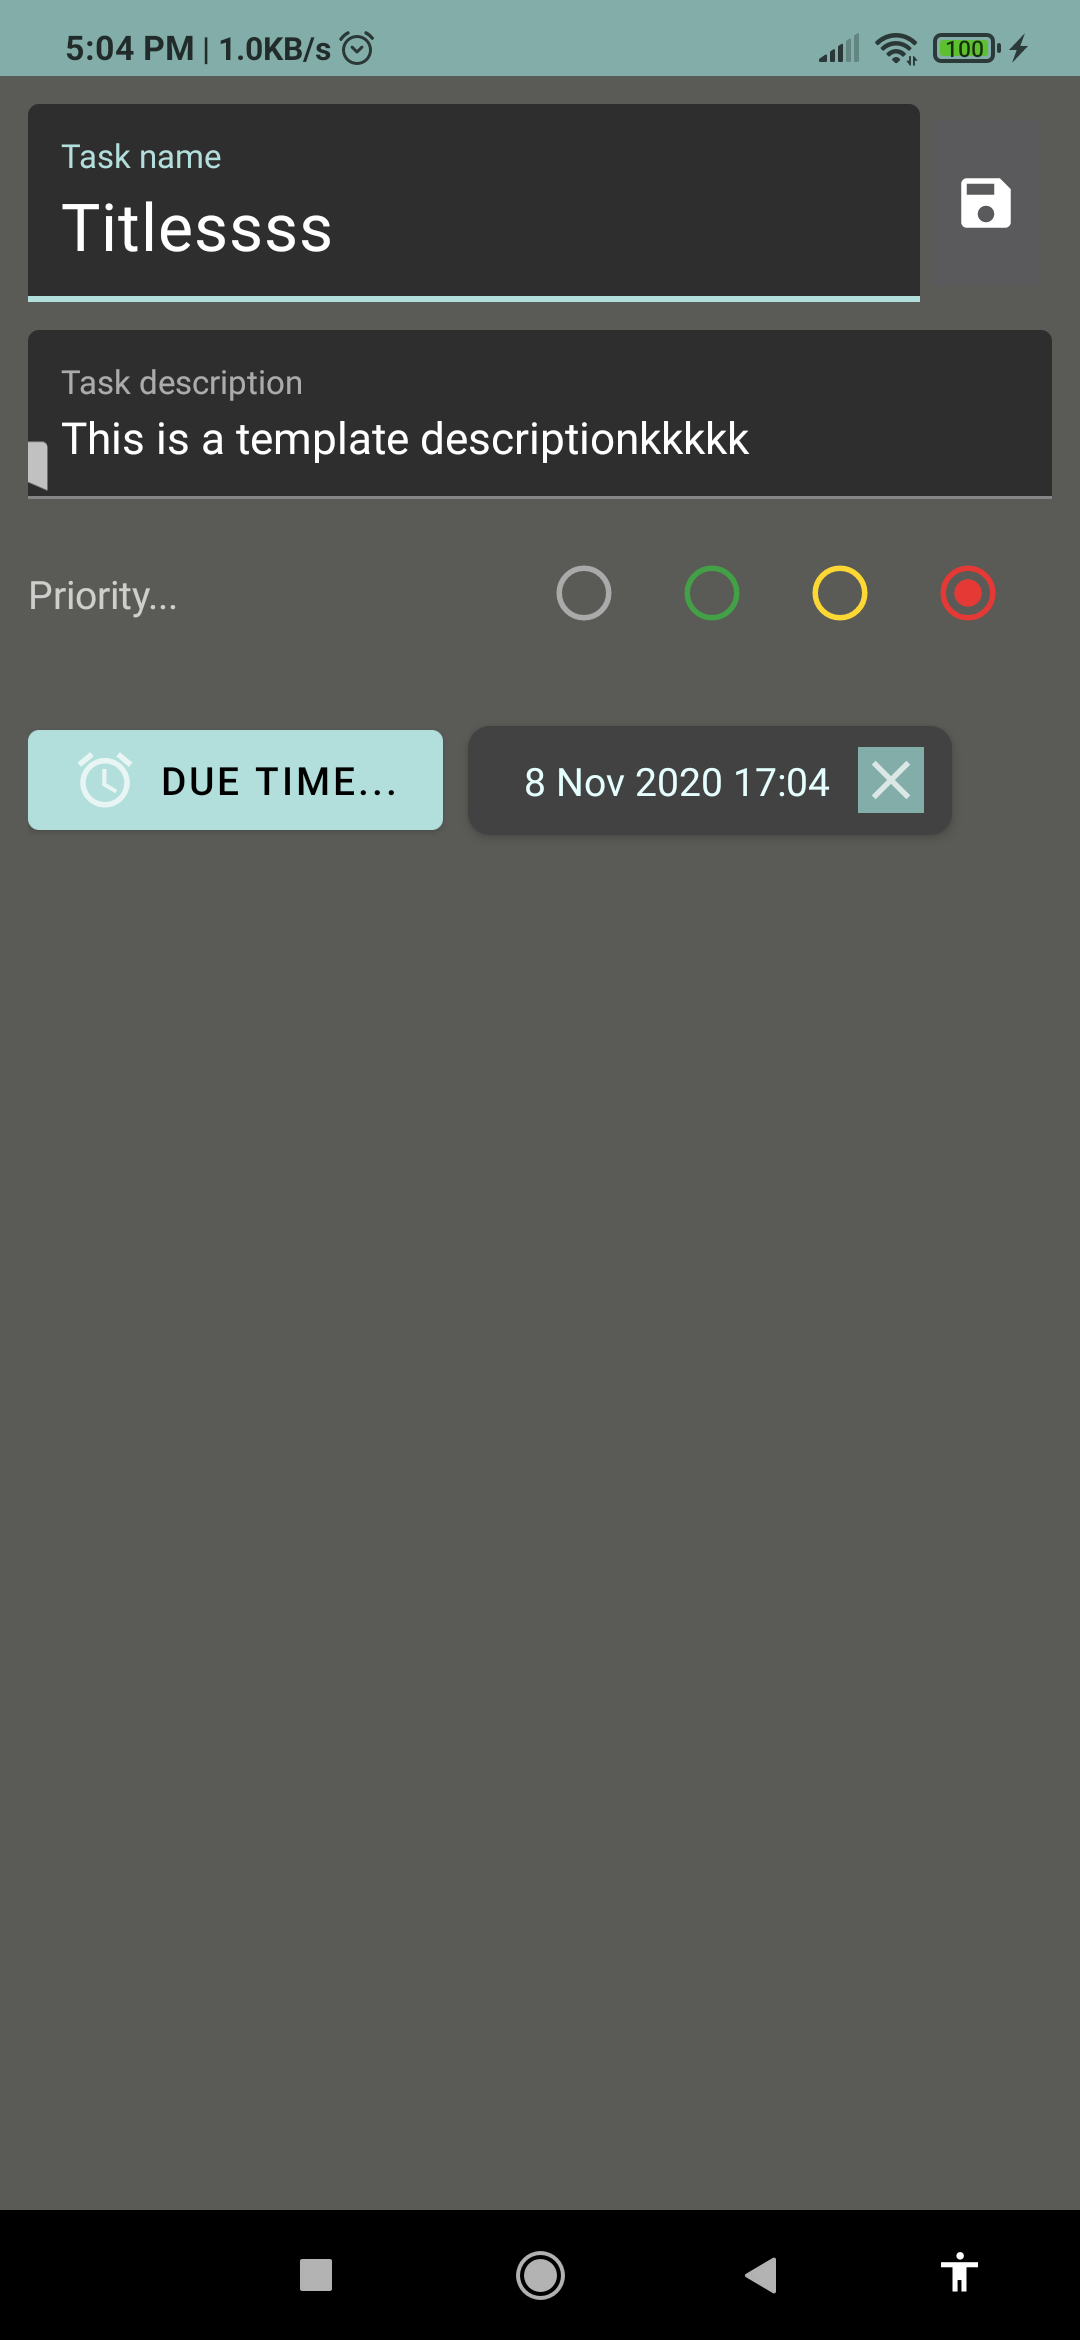 5:04 PM | 1.0KB/s 100
Task name
Titlessss
Task description
This is a template descriptionkkkkk
Priority...
DUE TIME... 8 Nov 2020 17:04